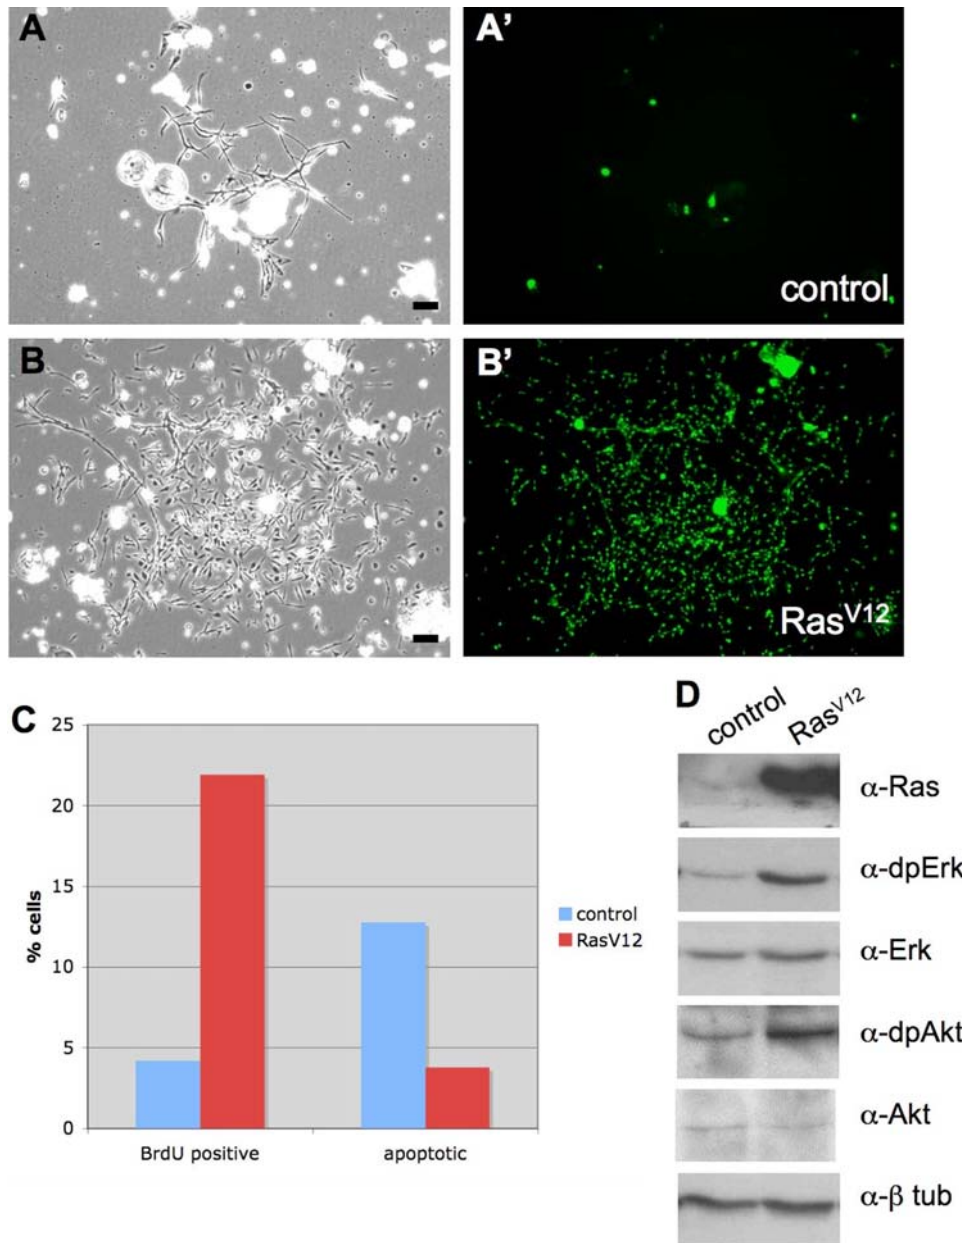 A
A'
control
B
B'
RasV12
C
25
20
15
10
5
0
% cells
BrdU positive
apoptotic
control
RasV12
D
control
RasV12
α-Ras
α-dpErk
α-Erk
α-dpAkt
α-Akt
α-β tub